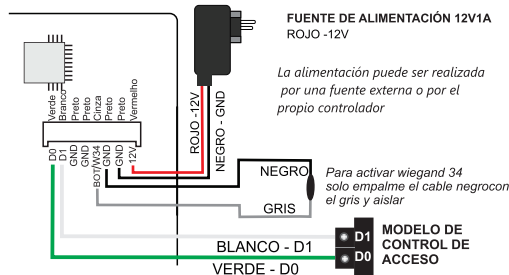 FUENTE DE ALIMENTACIÓN 12V1A
ROJO -12V
La alimentación puede ser realizada
por una fuente externa o por el
propio controlador
Verde
Branco
Preto
Preto
Cinza
Preto
Preto
Vermelho
D0
D1
GND
GND
BOT/W34
GND
GND
12V
ROJO -12V
NEGRO - GND
NEGRO
GRIS
Para activar wiegand 34
solo empalme el cable negrocon
el gris y aislar
BLANCO - D1
VERDE - D0
D1
D0
MODELO DE
CONTROL DE
ACCESO